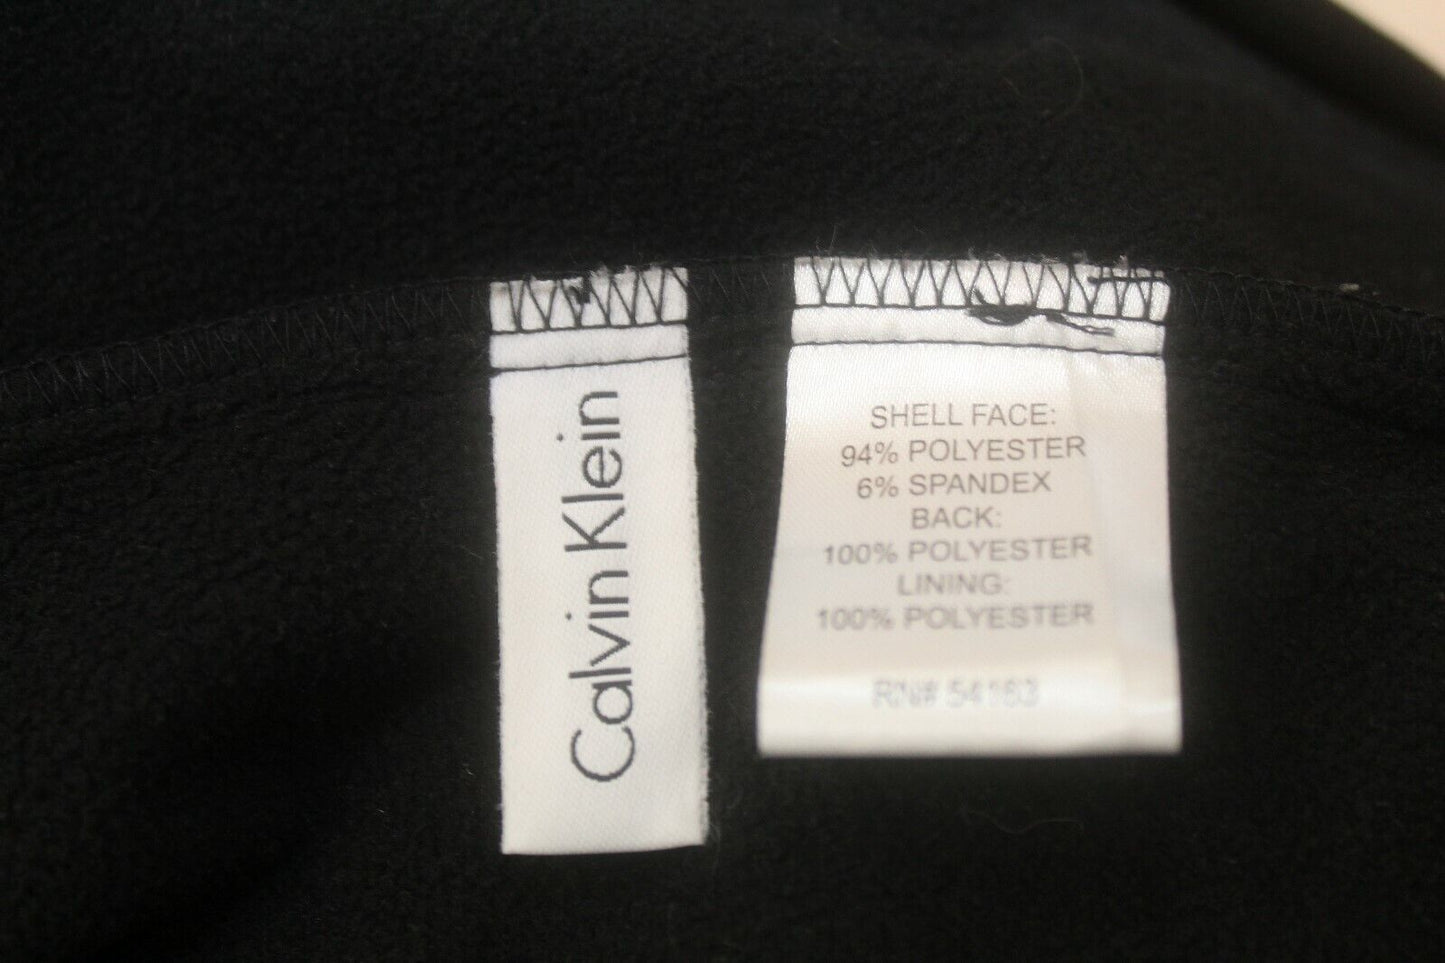 Calvin Klein
SHELL FACE:
94% POLYESTER
6% SPANDEX
BACK:
100% POLYESTER
LINING:
100% POLYESTER
RN# 54163